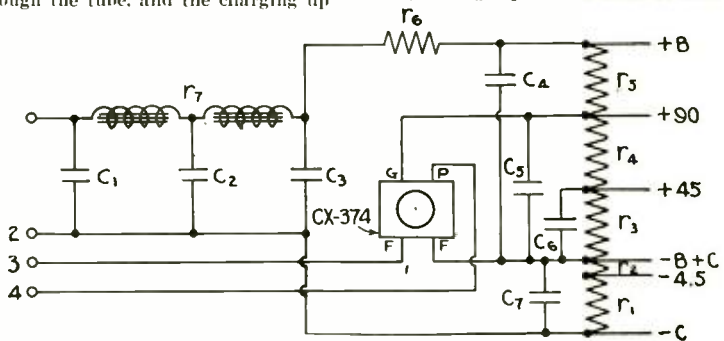 ough the tube, and the charging up
r6
+B
r7
C4
r5
+90
G
P
C5
r4
C1
C2
C3
+45
CX-374
C6
r3
2
F
F
-B+C
3
r2
-4.5
4
C7
r1
-C